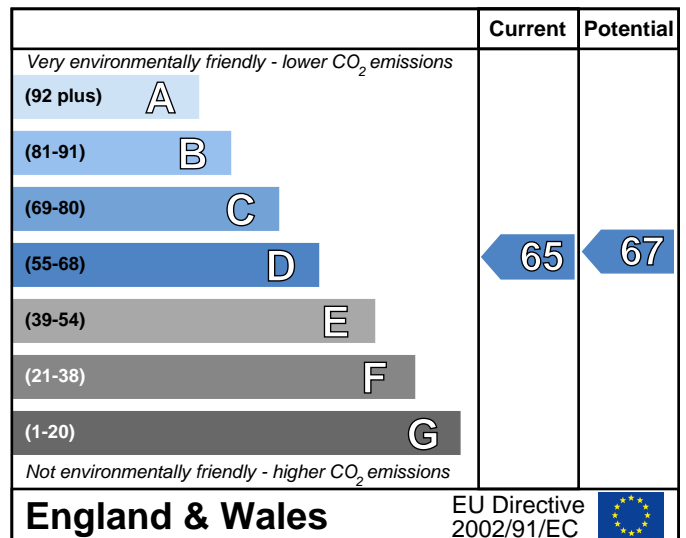 Current Potential
Very environmentally friendly - lower CO2 emissions
(92 plus) A
(81-91) B
(69-80) C
(55-68) D 65 67
(39-54) E
(21-38) F
(1-20) G
Not environmentally friendly - higher CO2 emissions
England & Wales EU Directive
2002/91/EC